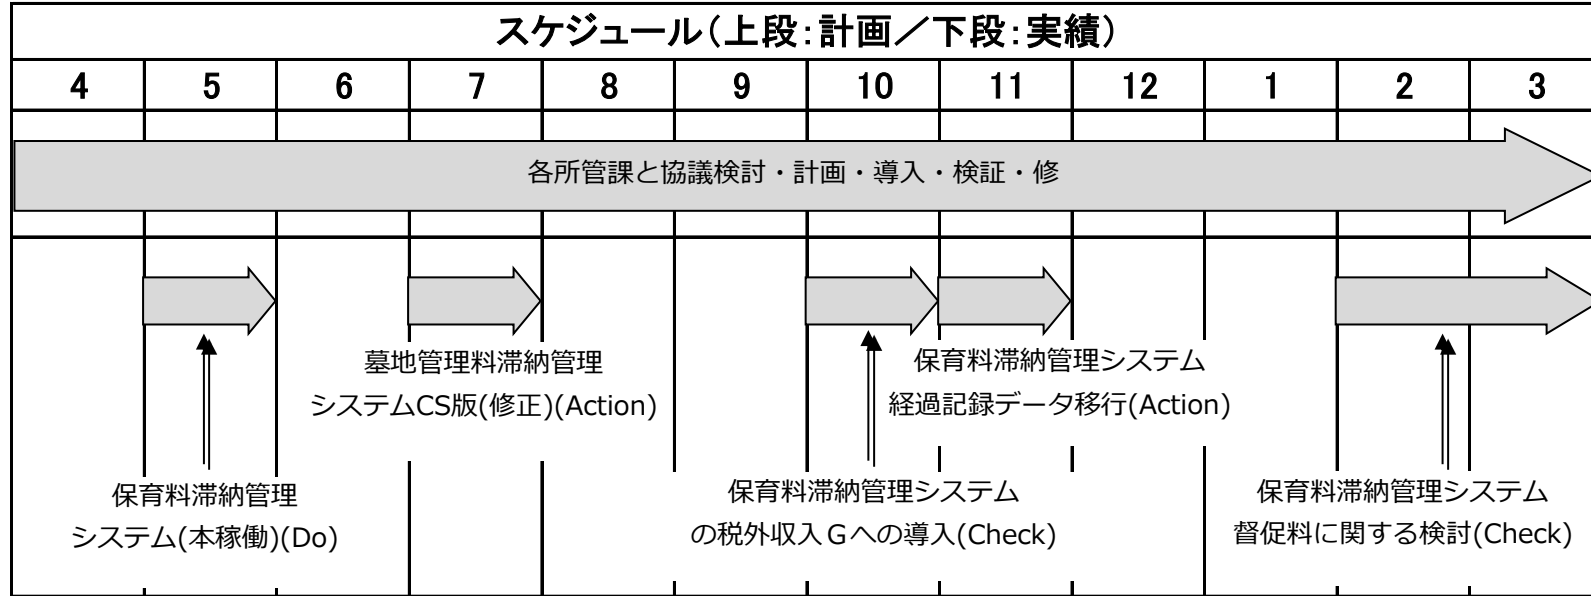 スケジュール（上段：計画／下段：実績）
4 5 6 7 8 9 10 11 12 1 2 3
各所管課と協議検討・計画・導入・検証・修
墓地管理料滞納管理
システムCS版(修正)(Action)
保育料滞納管理システム
経過記録データ移行(Action)
保育料滞納管理
システム(本稼働)(Do)
保育料滞納管理システム
の税外収入Ｇへの導入(Check)
保育料滞納管理システム
督促料に関する検討(Check)